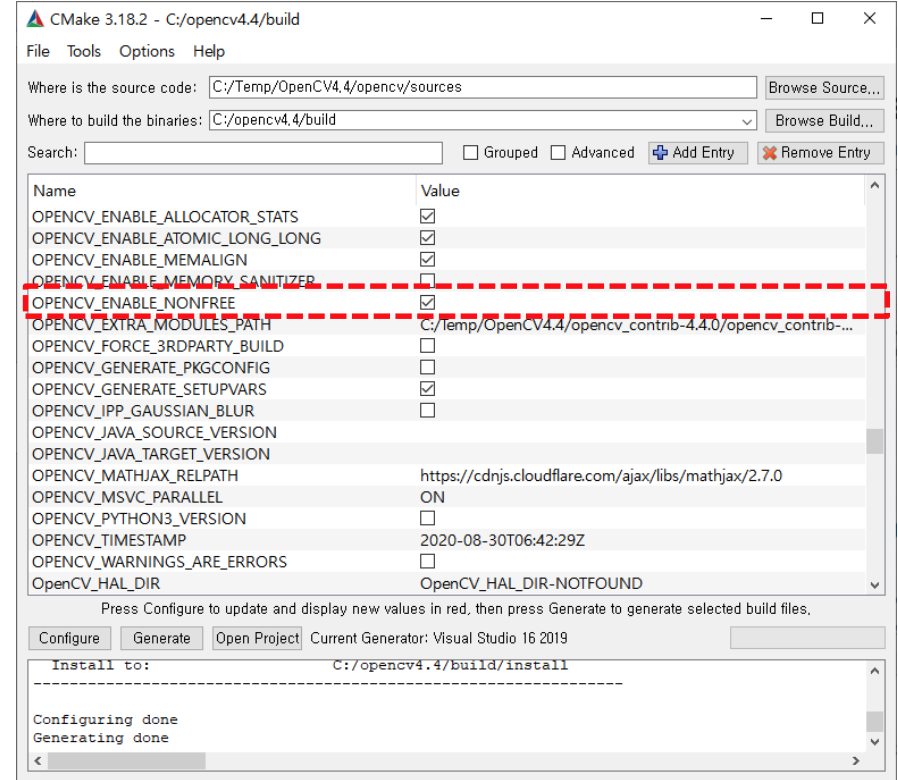 CMake 3.18.2 - C:/opencv4.4/build
File Tools Options Help
Where is the source code: C:/Temp/OpenCV4,4/opencv/sources Browse Source...
Where to build the binaries: C:/opencv4,4/build Browse Build...
Search: Grouped Advanced Add Entry Remove Entry
Name Value
OPENCV_ENABLE_ALLOCATOR_STATS
OPENCV_ENABLE_ATOMIC_LONG_LONG
OPENCV_ENABLE_MEMALIGN
OPENCV_ENABLE_MEMORY_SANITIZER
OPENCV_ENABLE_NONFREE
OPENCV_EXTRA_MODULES_PATH C:/Temp/OpenCV4.4/opencv_contrib-4.4.0/opencv_contrib-...
OPENCV_FORCE_3RDPARTY_BUILD
OPENCV_GENERATE_PKGCONFIG
OPENCV_GENERATE_SETUPVARS
OPENCV_IPP_GAUSSIAN_BLUR
OPENCV_JAVA_SOURCE_VERSION
OPENCV_JAVA_TARGET_VERSION
OPENCV_MATHJAX_RELPATH https://cdnjs.cloudflare.com/ajax/libs/mathjax/2.7.0
OPENCV_MSVC_PARALLEL ON
OPENCV_PYTHON3_VERSION
OPENCV_TIMESTAMP 2020-08-30T06:42:29Z
OPENCV_WARNINGS_ARE_ERRORS
OpenCV_HAL_DIR OpenCV_HAL_DIR-NOTFOUND
Press Configure to update and display new values in red, then press Generate to generate selected build files,
Configure Generate Open Project Current Generator: Visual Studio 16 2019
Install to: C:/opencv4.4/build/install
-----------------------------------------------------------------
Configuring done
Generating done